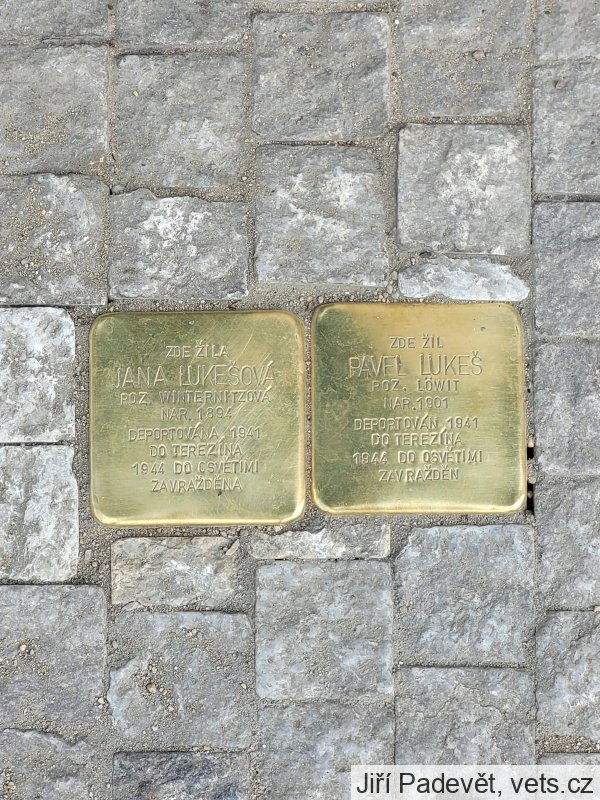 ZDE ŽILA
JANA LUKEŠOVÁ
ROZ. WINTERNITZOVÁ
NAR. 1894
DEPORTOVÁNA 1941
DO TEREZÍNA
1944 DO OSVĚTIMI
ZAVRAŽDĚNA
ZDE ŽIL
PAVEL LUKEŠ
ROZ. LÖWIT
NAR. 1901
DEPORTOVÁN 1941
DO TEREZÍNA
1944 DO OSVĚTIMI
ZAVRAŽDĚN
Jiří Padevět, vets.cz